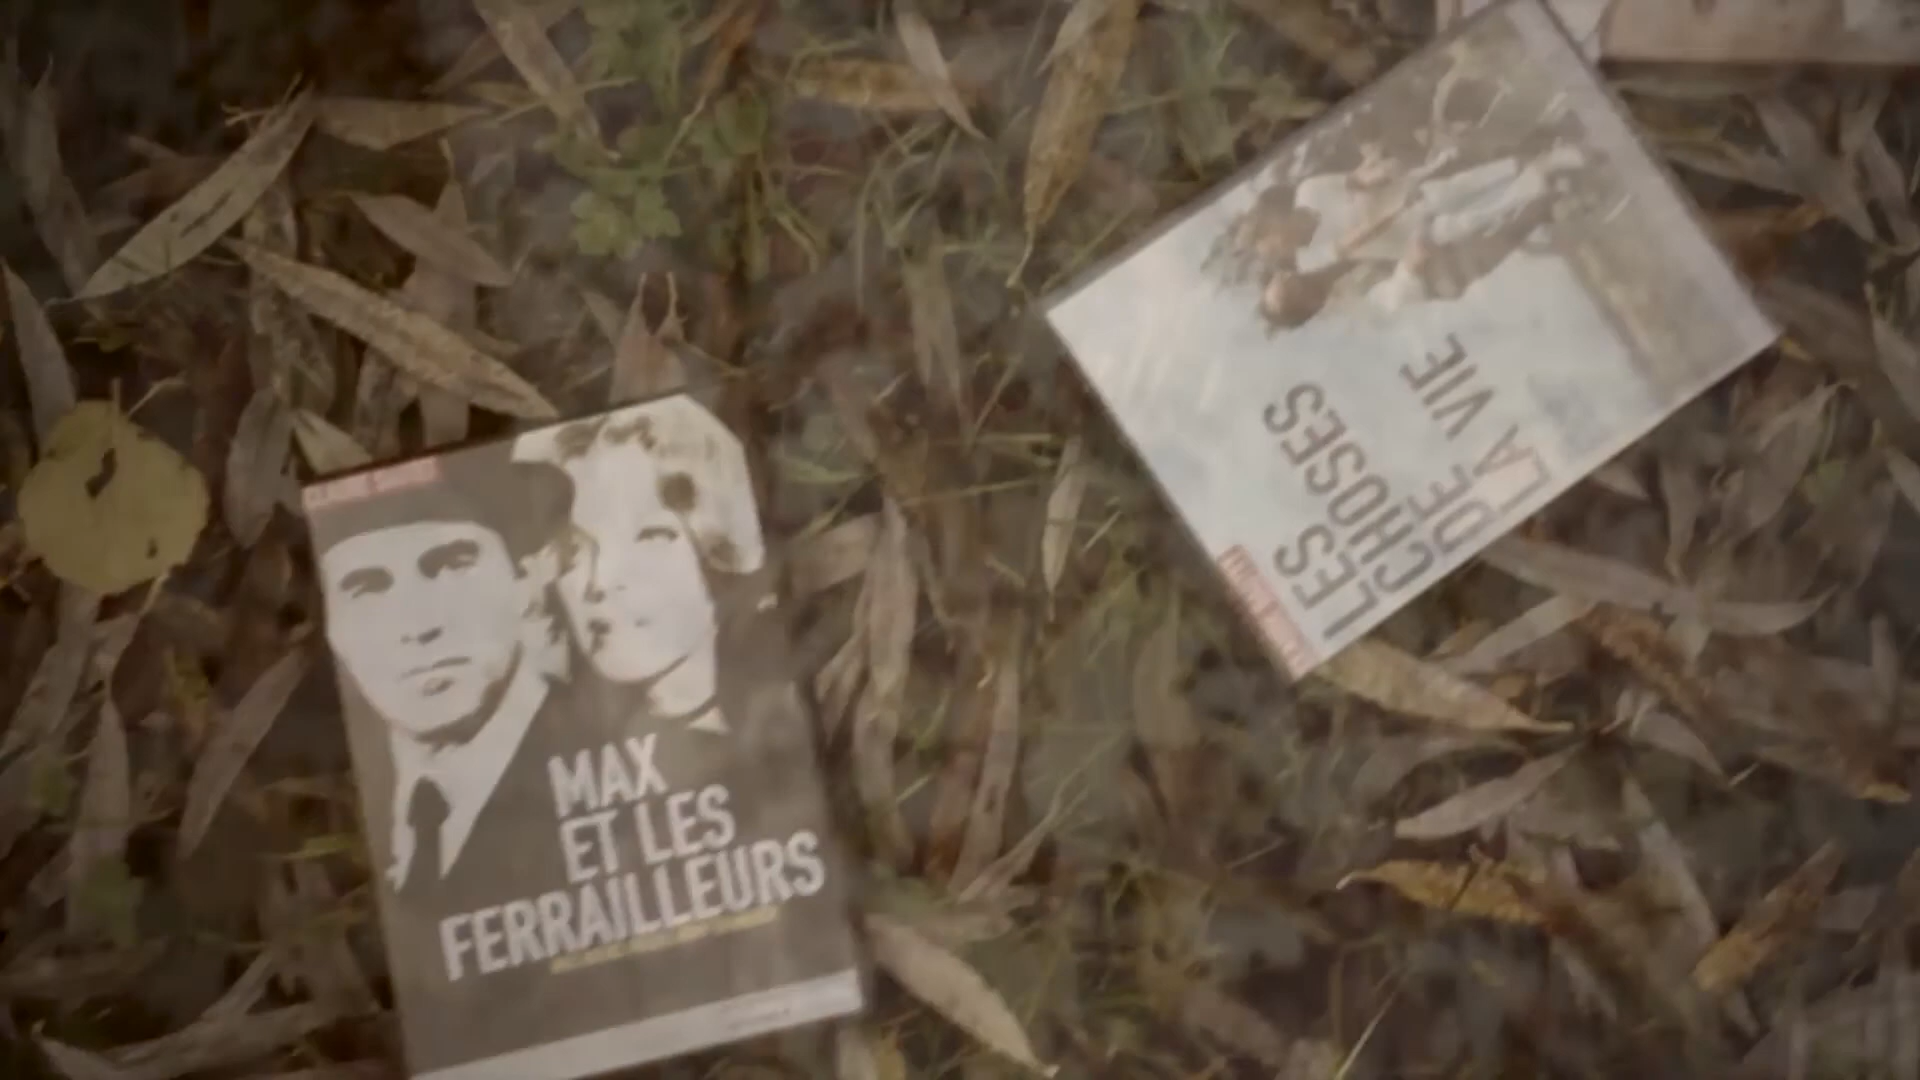 MAX
ET LES
FERRAILLEURS
LES
CHOSES
DE
LA VIE